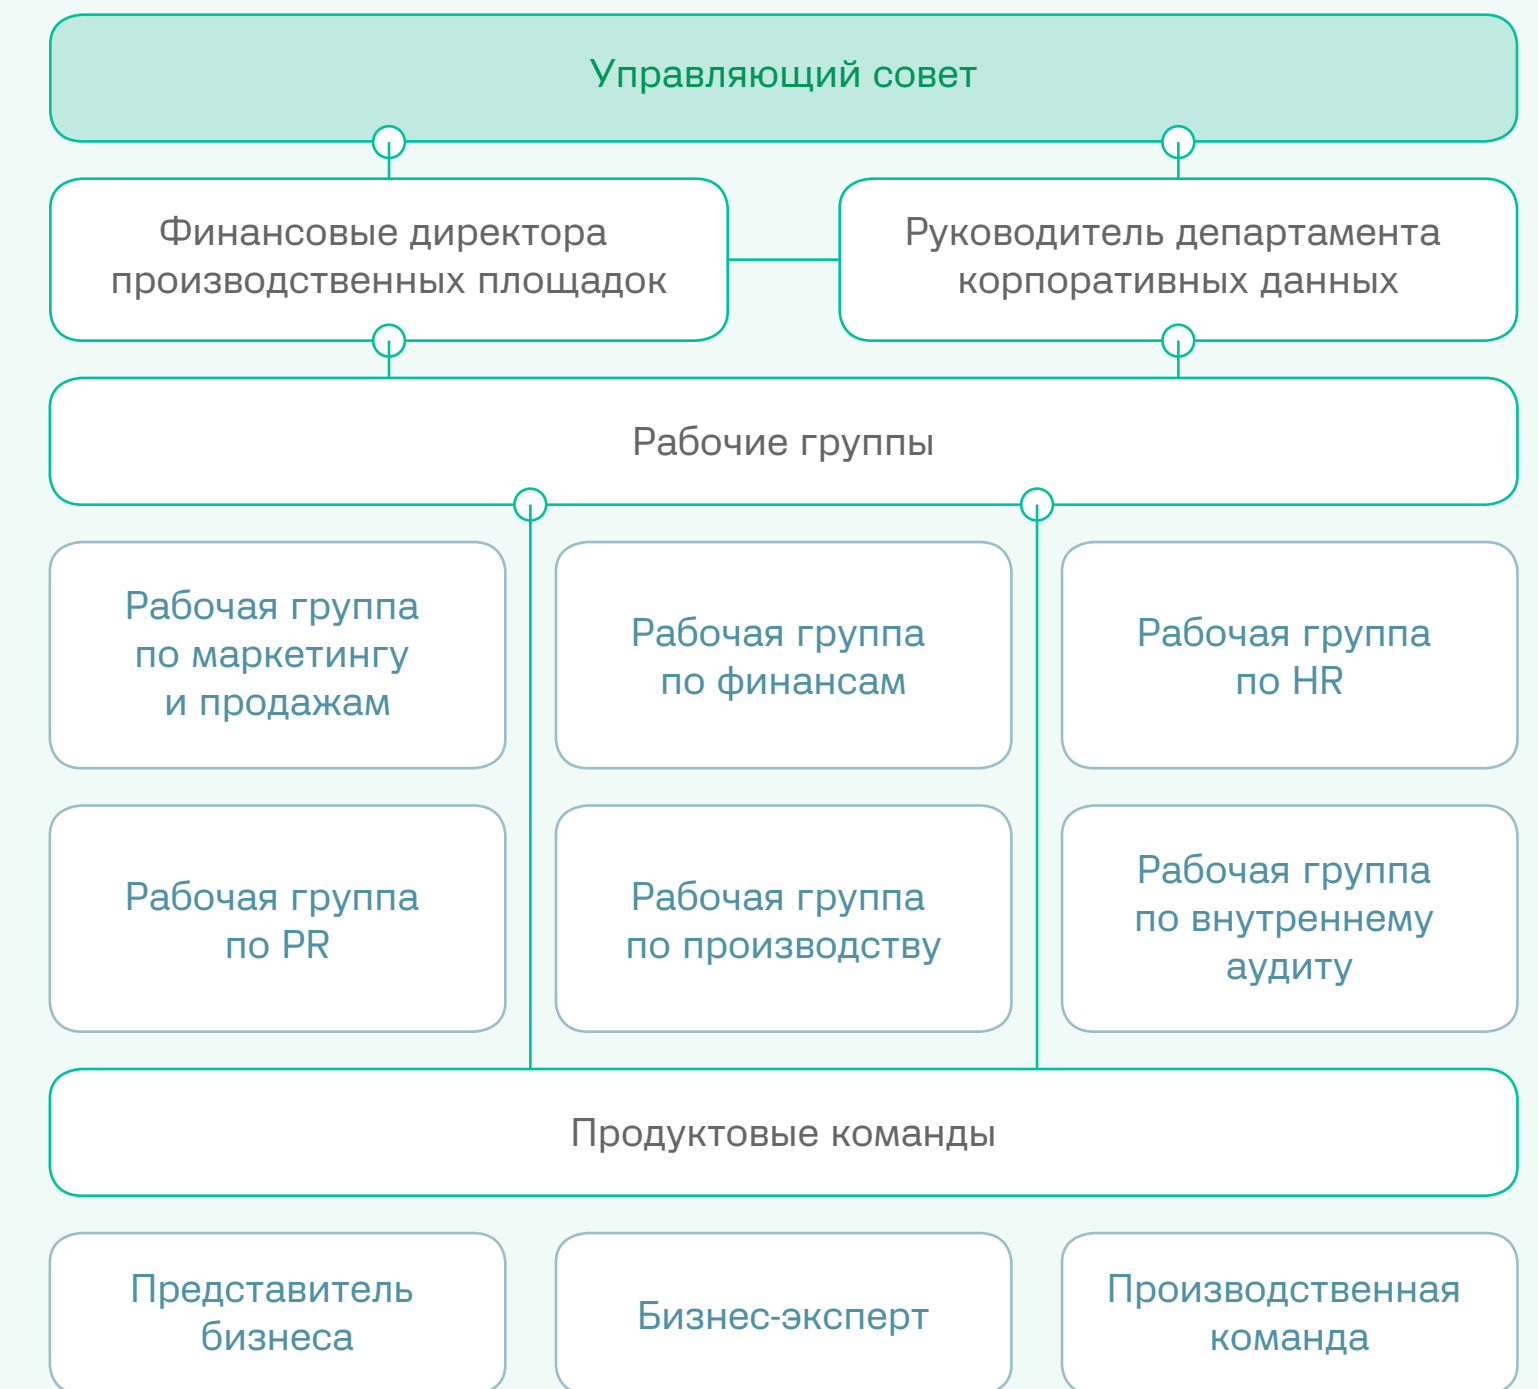 Управляющий совет
Финансовые директора
производственных площадок
Руководитель департамента
корпоративных данных
Рабочие группы
Рабочая группа
по маркетингу
и продажам
Рабочая группа
по финансам
Рабочая группа
по HR
Рабочая группа
по PR
Рабочая группа
по производству
Рабочая группа
по внутреннему
аудиту
Продуктовые команды
Представитель
бизнеса
Бизнес-эксперт
Производственная
команда